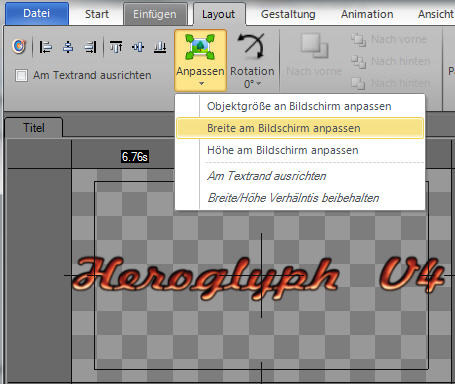 Datei Start Einfügen Layout Gestaltung Animation Ansicht
Am Textrand ausrichten
Anpassen
Rotation
0°
Nach vorne
Nach hinten
Nach vorne
Nach hinten
Objektgröße an Bildschirm anpassen
Breite am Bildschirm anpassen
Höhe am Bildschirm anpassen
Am Textrand ausrichten
Breite/Höhe Verhälntis beibehalten
Titel
6.76s
Heroglyph V4